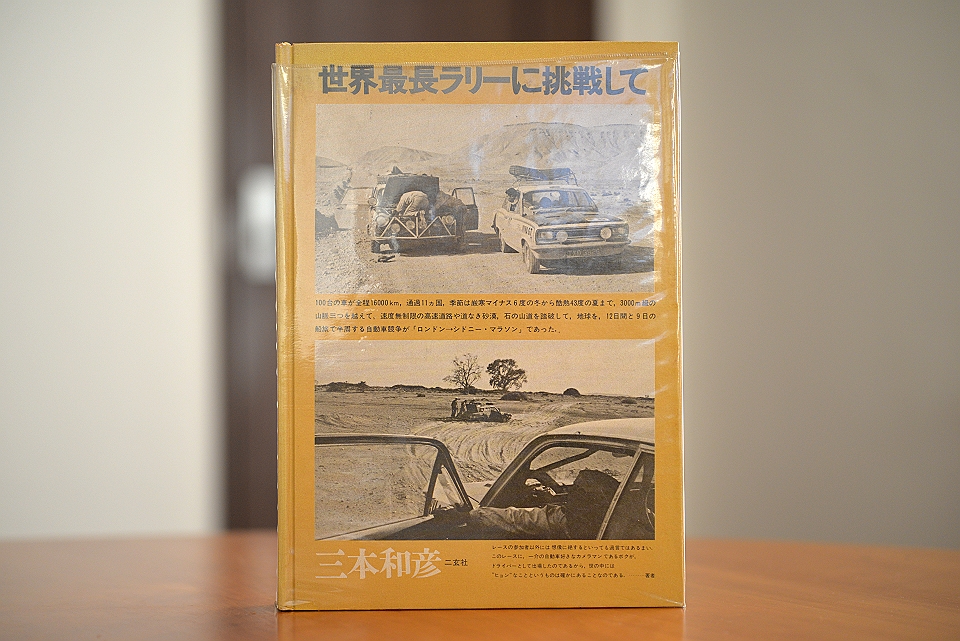 世界最長ラリーに挑戦して
100台の車が全程16000km，通過11ヵ国，季節は厳寒マイナス6度の冬から酷熱43度の夏まで，3000m級の
山脈三つを越えて，速度無制限の高速道路や道なき砂漠，石の山道を踏破して，地球を，12日間と9日の
船旅で半周する自動車競争が「ロンドン→シドニー・マラソン」であった。
三本和彦 二玄社
レースの参加者以外には想像に絶するといっても過言ではあるまい。
このレースに，一介の自動車好きなカメラマンであるボクが，
ドライバーとして出場したのであるから，世の中には
“ヒョン”なことというものは確かにあることなのである。——著者